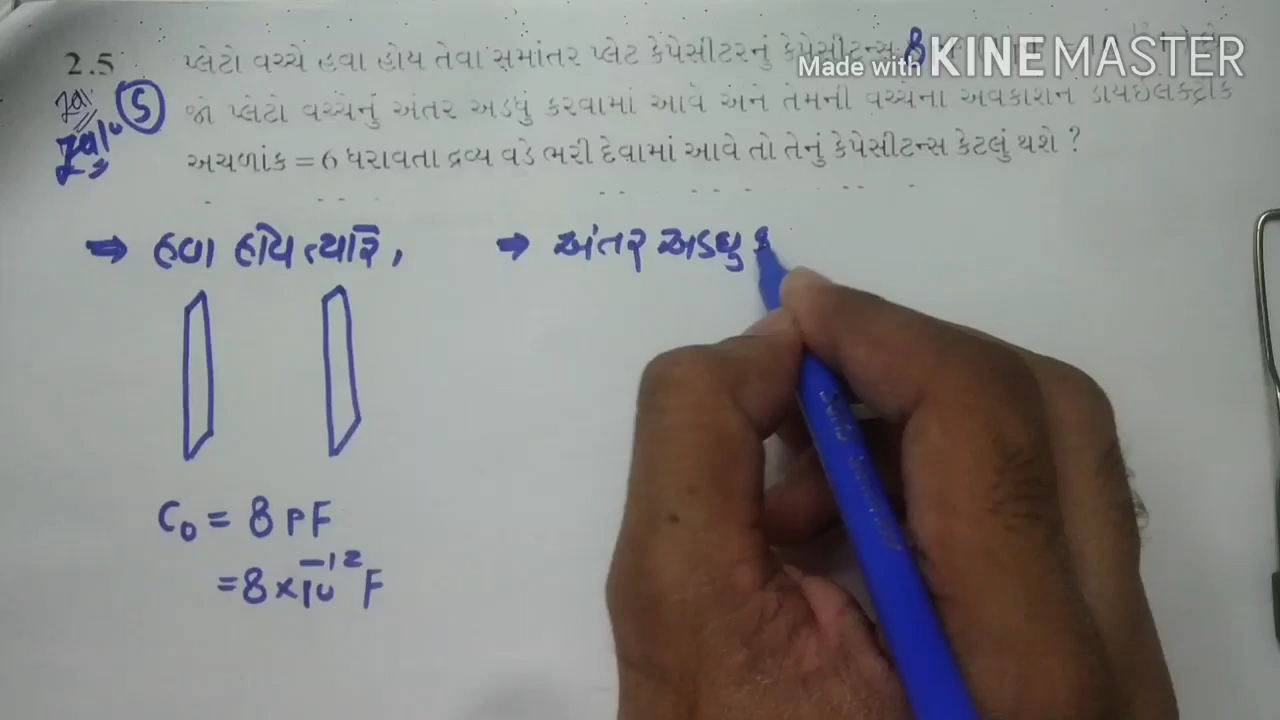 Made with KINEMASTER
2.5 પ્લેટો વચ્ચે હવા હોય તેવા સમાંતર પ્લેટ કેપેસીટરનું કેપેસીટન્સ 8
5 જો પ્લેટો વચ્ચેનું અંતર અડધું કરવામાં આવે અને તેમની વચ્ચેના અવકાશને ડાયઇલેક્ટ્રીક
અચળાંક = 6 ધરાવતા દ્રવ્ય વડે ભરી દેવામાં આવે તો તેનું કેપેસીટન્સ કેટલું થશે ?
⇒ હવા હોય ત્યારે, ⇒ અંતર અડધુ
C₀ = 8 PF
= 8 × 10⁻¹² F